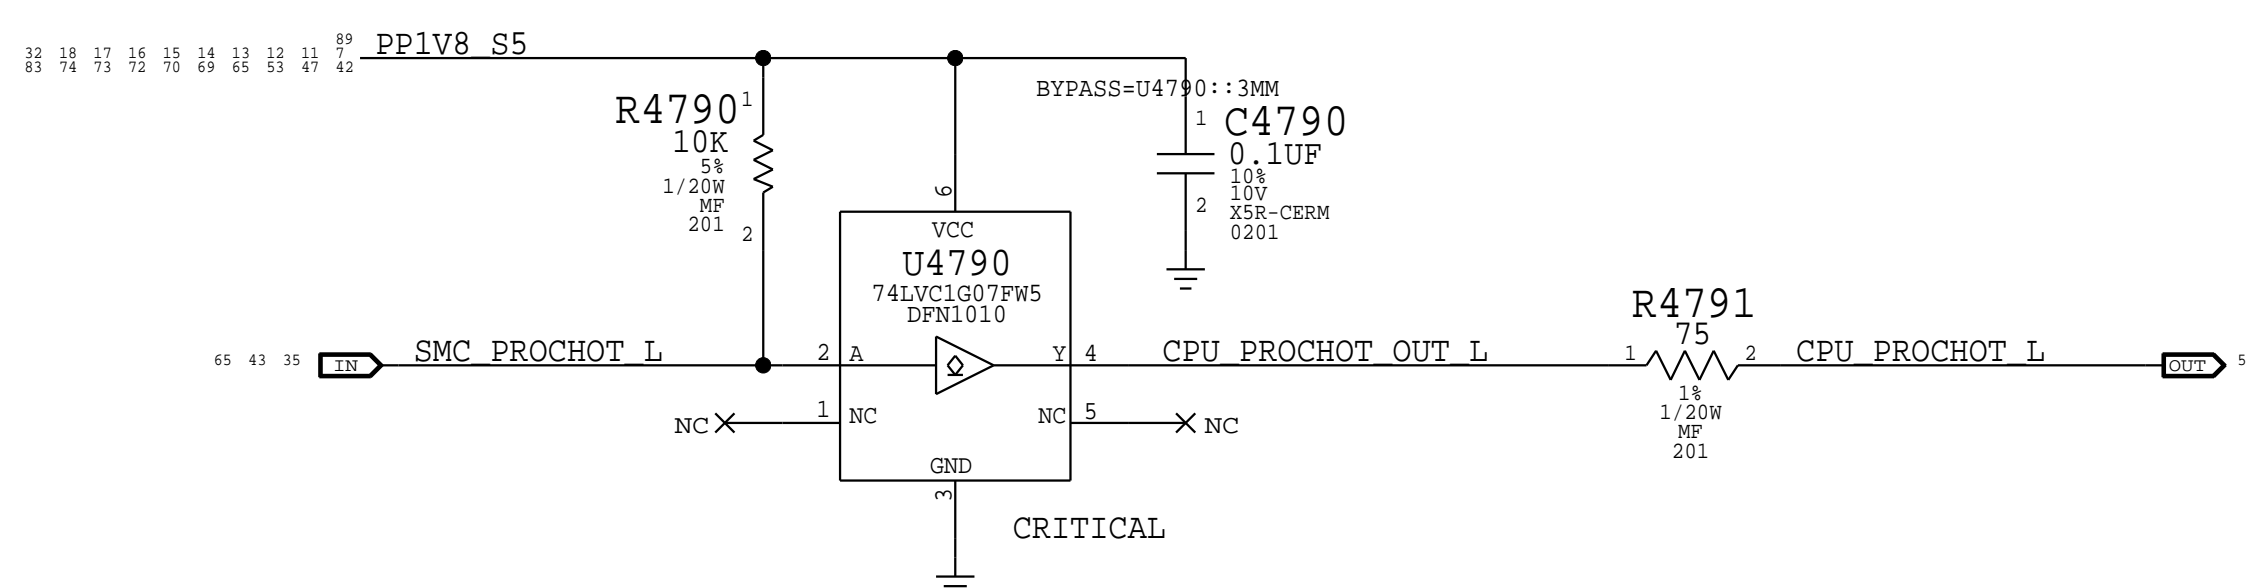 89
PP1V8_S5
32 18 17 16 15 14 13 12 11 7
83 74 73 72 70 69 65 53 47 42
BYPASS=U4790::3MM
R4790
1
10K
5%
1/20W
MF
201
2
1
C4790
0.1UF
10%
10V
X5R-CERM
0201
2
6
VCC
U4790
74LVC1G07FW5
DFN1010
R4791
75
65 43 35
IN
SMC_PROCHOT_L
2
A
Y
4
CPU_PROCHOT_OUT_L
1
2
CPU_PROCHOT_L
OUT
5
1%
1/20W
MF
201
NC
1
NC
NC
5
NC
GND
3
CRITICAL